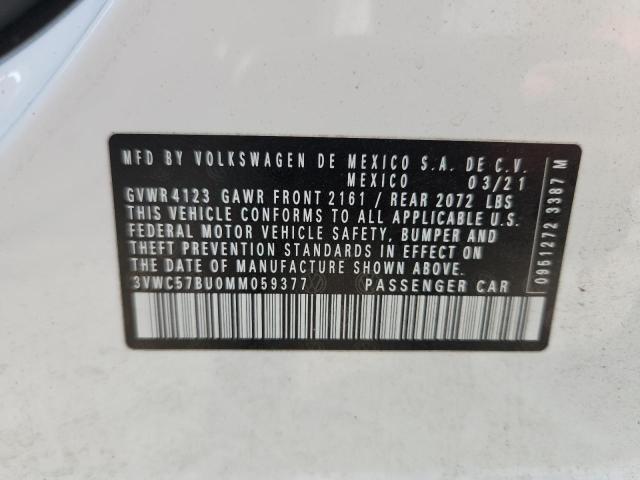 MFD BY VOLKSWAGEN DE MEXICO S.A. DE C.V.
MEXICO 03/21
GVWR 4123 GAWR FRONT 2161 / REAR 2072 LBS
THIS VEHICLE CONFORMS TO ALL APPLICABLE U.S.
FEDERAL MOTOR VEHICLE SAFETY, BUMPER AND
THEFT PREVENTION STANDARDS IN EFFECT ON
THE DATE OF MANUFACTURE SHOWN ABOVE.
3VWC57BU0MM059377 PASSENGER CAR
0951272 3387 M